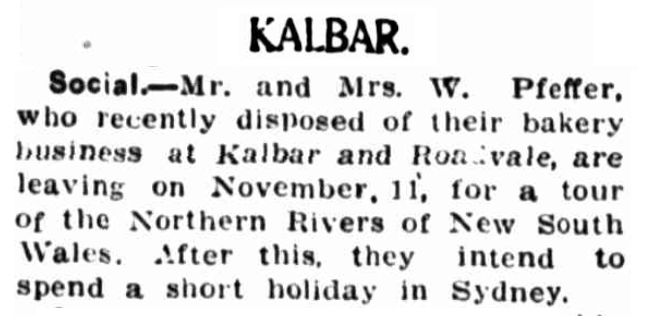 KALBAR.
Social.—Mr. and Mrs. W. Pfeffer,
who recently disposed of their bakery
business at Kalbar and Roadvale, are
leaving on November, 11, for a tour
of the Northern Rivers of New South
Wales. After this, they intend to
spend a short holiday in Sydney.